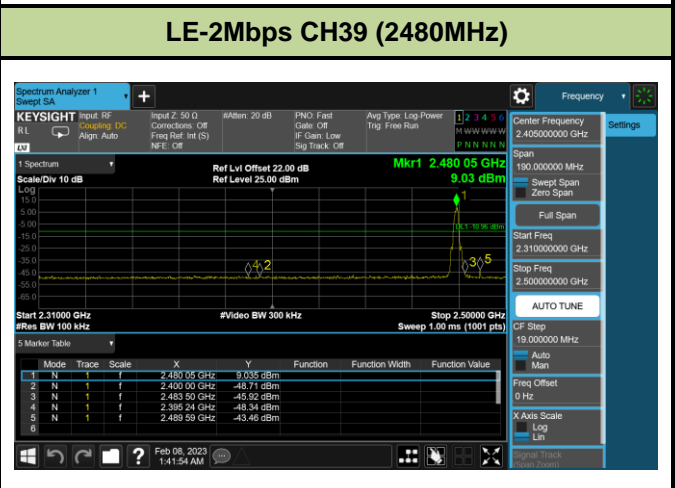 LE-2Mbps CH39 (2480MHz)
Spectrum Analyzer 1
Swept SA
+
Frequency
KEYSIGHT
RL
LXI
Input: RF
Coupling: DC
Align: Auto
Input Z: 50 Ω
Corrections: Off
Freq Ref: Int (S)
NFE: Off
#Atten: 20 dB
PNO: Fast
Gate: Off
IF Gain: Low
Sig Track: Off
Avg Type: Log-Power
Trig: Free Run
1 2 3 4 5 6
M W W W W W
P N N N N N
1 Spectrum
Scale/Div 10 dB
Ref Lvl Offset 22.00 dB
Ref Level 25.00 dBm
Mkr1 2.480 05 GHz
9.03 dBm
Log
15.0
5.00
-5.00
-15.0
-25.0
-35.0
-45.0
-55.0
-65.0
1
DL1 -10.96 dBm
4 2
3 5
Start 2.31000 GHz
#Video BW 300 kHz
Stop 2.50000 GHz
#Res BW 100 kHz
Sweep 1.00 ms (1001 pts)
5 Marker Table
Mode Trace Scale X Y Function Function Width Function Value
1 N 1 f 2.480 05 GHz 9.035 dBm
2 N 1 f 2.400 00 GHz -48.71 dBm
3 N 1 f 2.483 50 GHz -45.92 dBm
4 N 1 f 2.395 24 GHz -48.34 dBm
5 N 1 f 2.489 59 GHz -43.46 dBm
6
Center Frequency
2.405000000 GHz
Settings
Span
190.000000 MHz
Swept Span
Zero Span
Full Span
Start Freq
2.310000000 GHz
Stop Freq
2.500000000 GHz
AUTO TUNE
CF Step
19.000000 MHz
Auto
Man
Freq Offset
0 Hz
X Axis Scale
Log
Lin
Signal Track
(Span Zoom)
?
Feb 08, 2023
1:41:54 AM